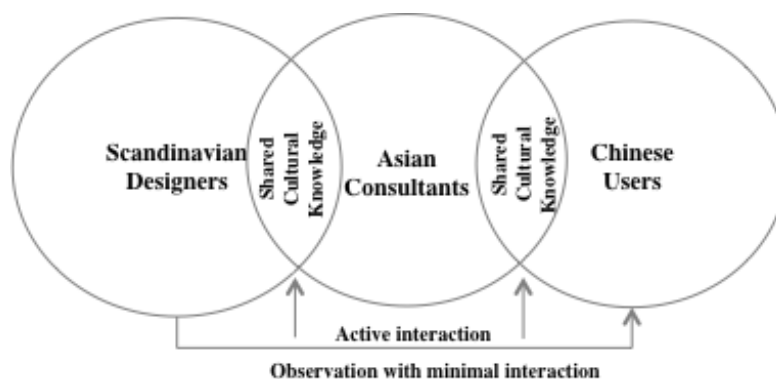 Scandinavian
Designers
Shared
Cultural
Knowledge
Asian
Consultants
Shared
Cultural
Knowledge
Chinese
Users
Active interaction
Observation with minimal interaction